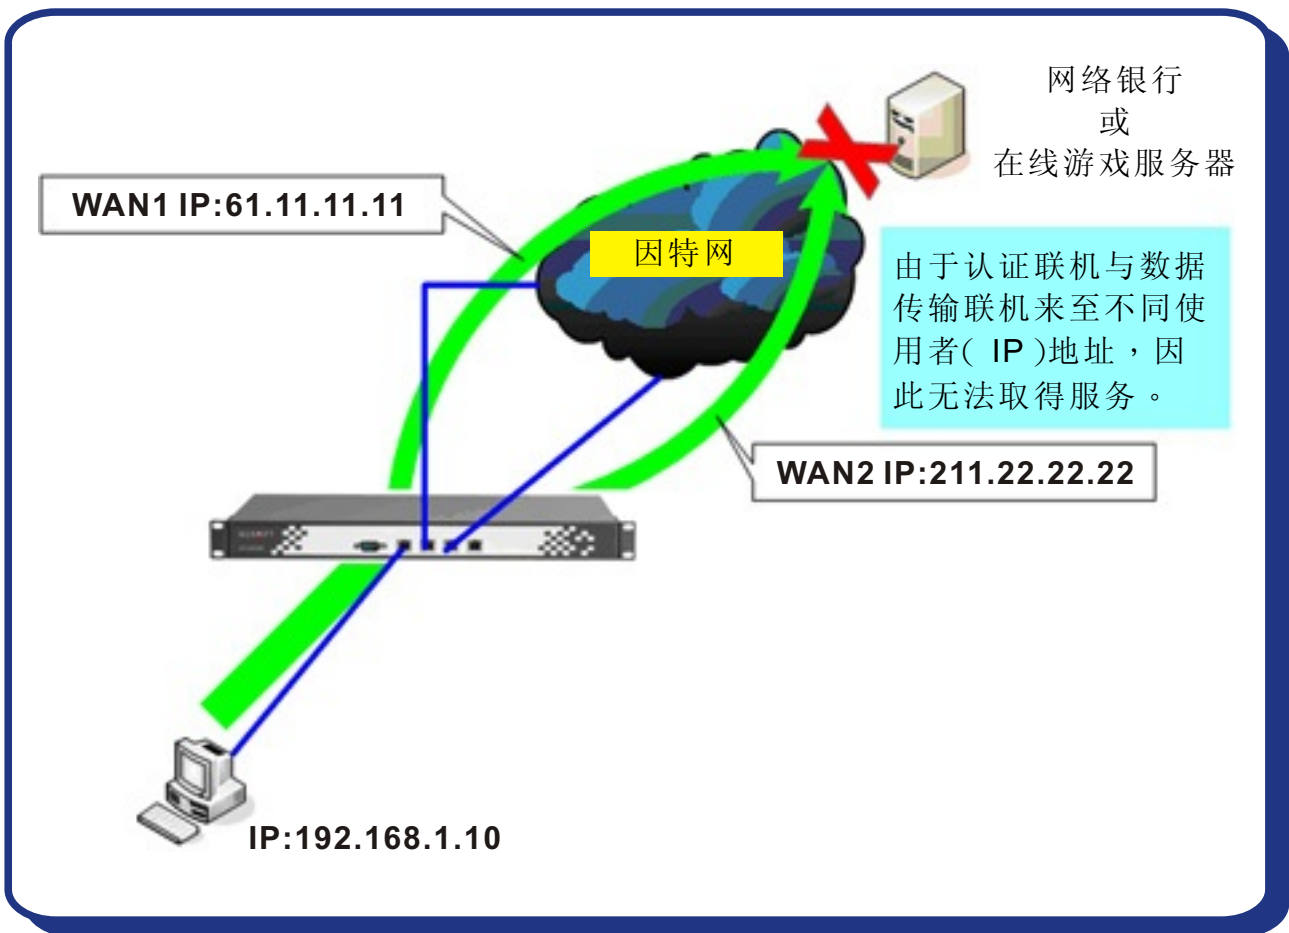 网络银行
或
在线游戏服务器
WAN1 IP:61.11.11.11
因特网
由于认证联机与数据
传输联机来至不同使
用者( IP )地址，因
此无法取得服务。
WAN2 IP:211.22.22.22
IP:192.168.1.10